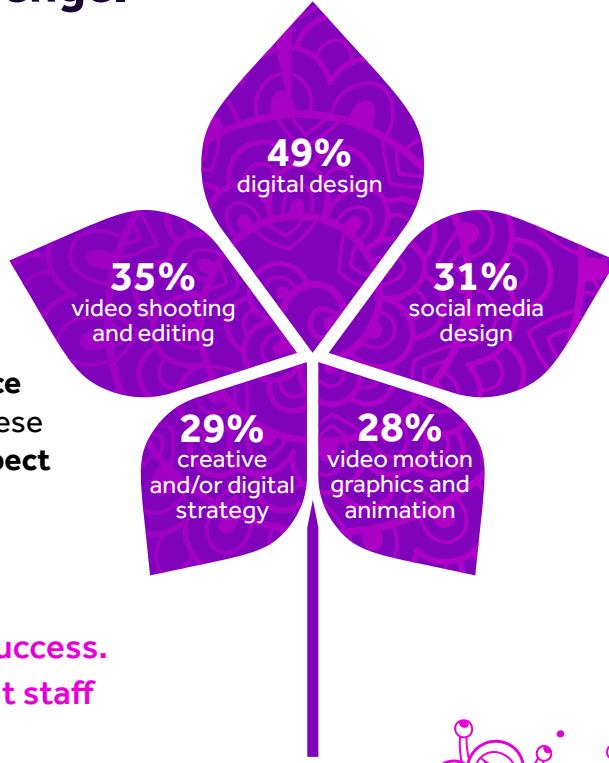 49%
digital design
35%
video shooting
and editing
31%
social media
design
29%
creative
and/or digital
strategy
28%
video motion
graphics and
animation
t staff